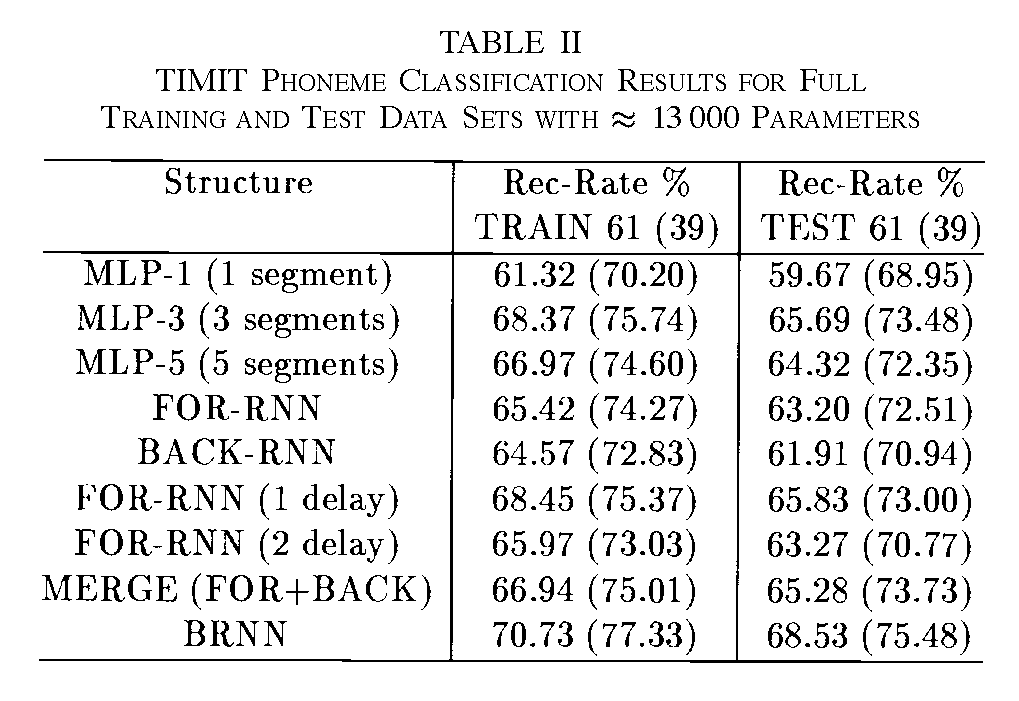 TABLE II
TIMIT PHONEME CLASSIFICATION RESULTS FOR FULL
TRAINING AND TEST DATA SETS WITH ≈ 13 000 PARAMETERS
Structure Rec-Rate % Rec-Rate %
TRAIN 61 (39) TEST 61 (39)
MLP-1 (1 segment) 61.32 (70.20) 59.67 (68.95)
MLP-3 (3 segments) 68.37 (75.74) 65.69 (73.48)
MLP-5 (5 segments) 66.97 (74.60) 64.32 (72.35)
FOR-RNN 65.42 (74.27) 63.20 (72.51)
BACK-RNN 64.57 (72.83) 61.91 (70.94)
FOR-RNN (1 delay) 68.45 (75.37) 65.83 (73.00)
FOR-RNN (2 delay) 65.97 (73.03) 63.27 (70.77)
MERGE (FOR+BACK) 66.94 (75.01) 65.28 (73.73)
BRNN 70.73 (77.33) 68.53 (75.48)